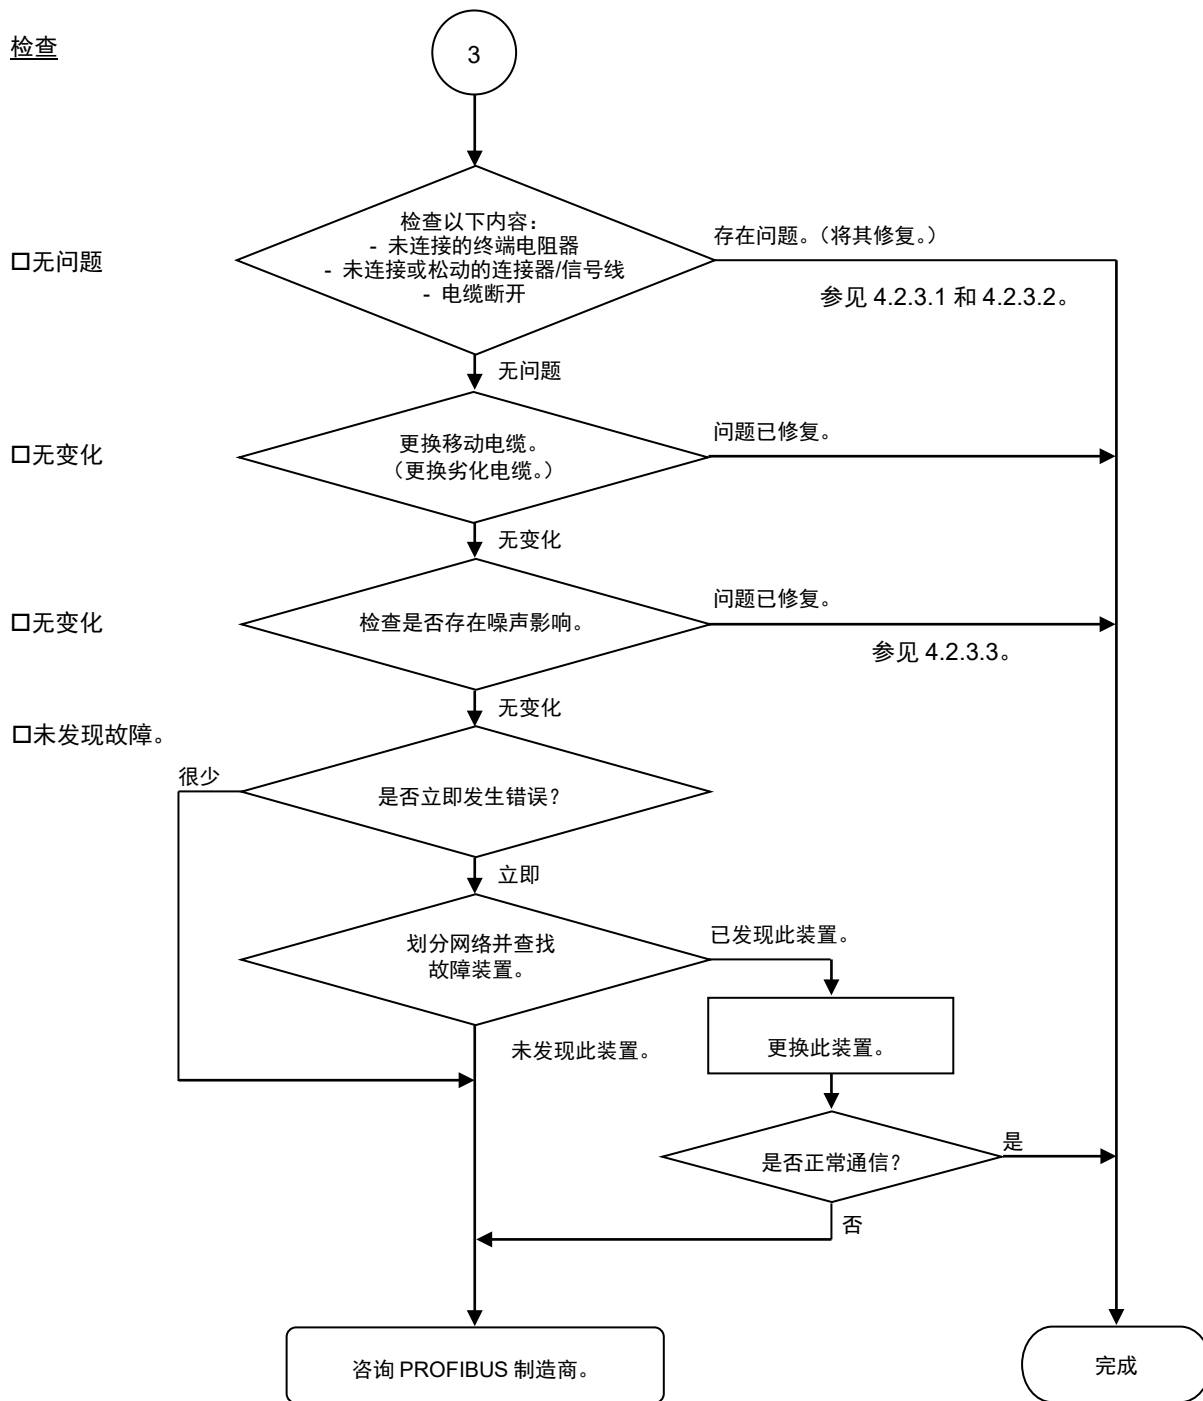 检查
3
检查以下内容：
- 未连接的终端电阻器
- 未连接或松动的连接器/信号线
- 电缆断开
存在问题。（将其修复。）
□无问题
参见 4.2.3.1 和 4.2.3.2。
无问题
更换移动电缆。
（更换劣化电缆。）
问题已修复。
□无变化
无变化
检查是否存在噪声影响。
问题已修复。
□无变化
参见 4.2.3.3。
无变化
□未发现故障。
很少
是否立即发生错误？
立即
划分网络并查找
故障装置。
已发现此装置。
未发现此装置。
更换此装置。
是否正常通信？
是
否
咨询 PROFIBUS 制造商。
完成